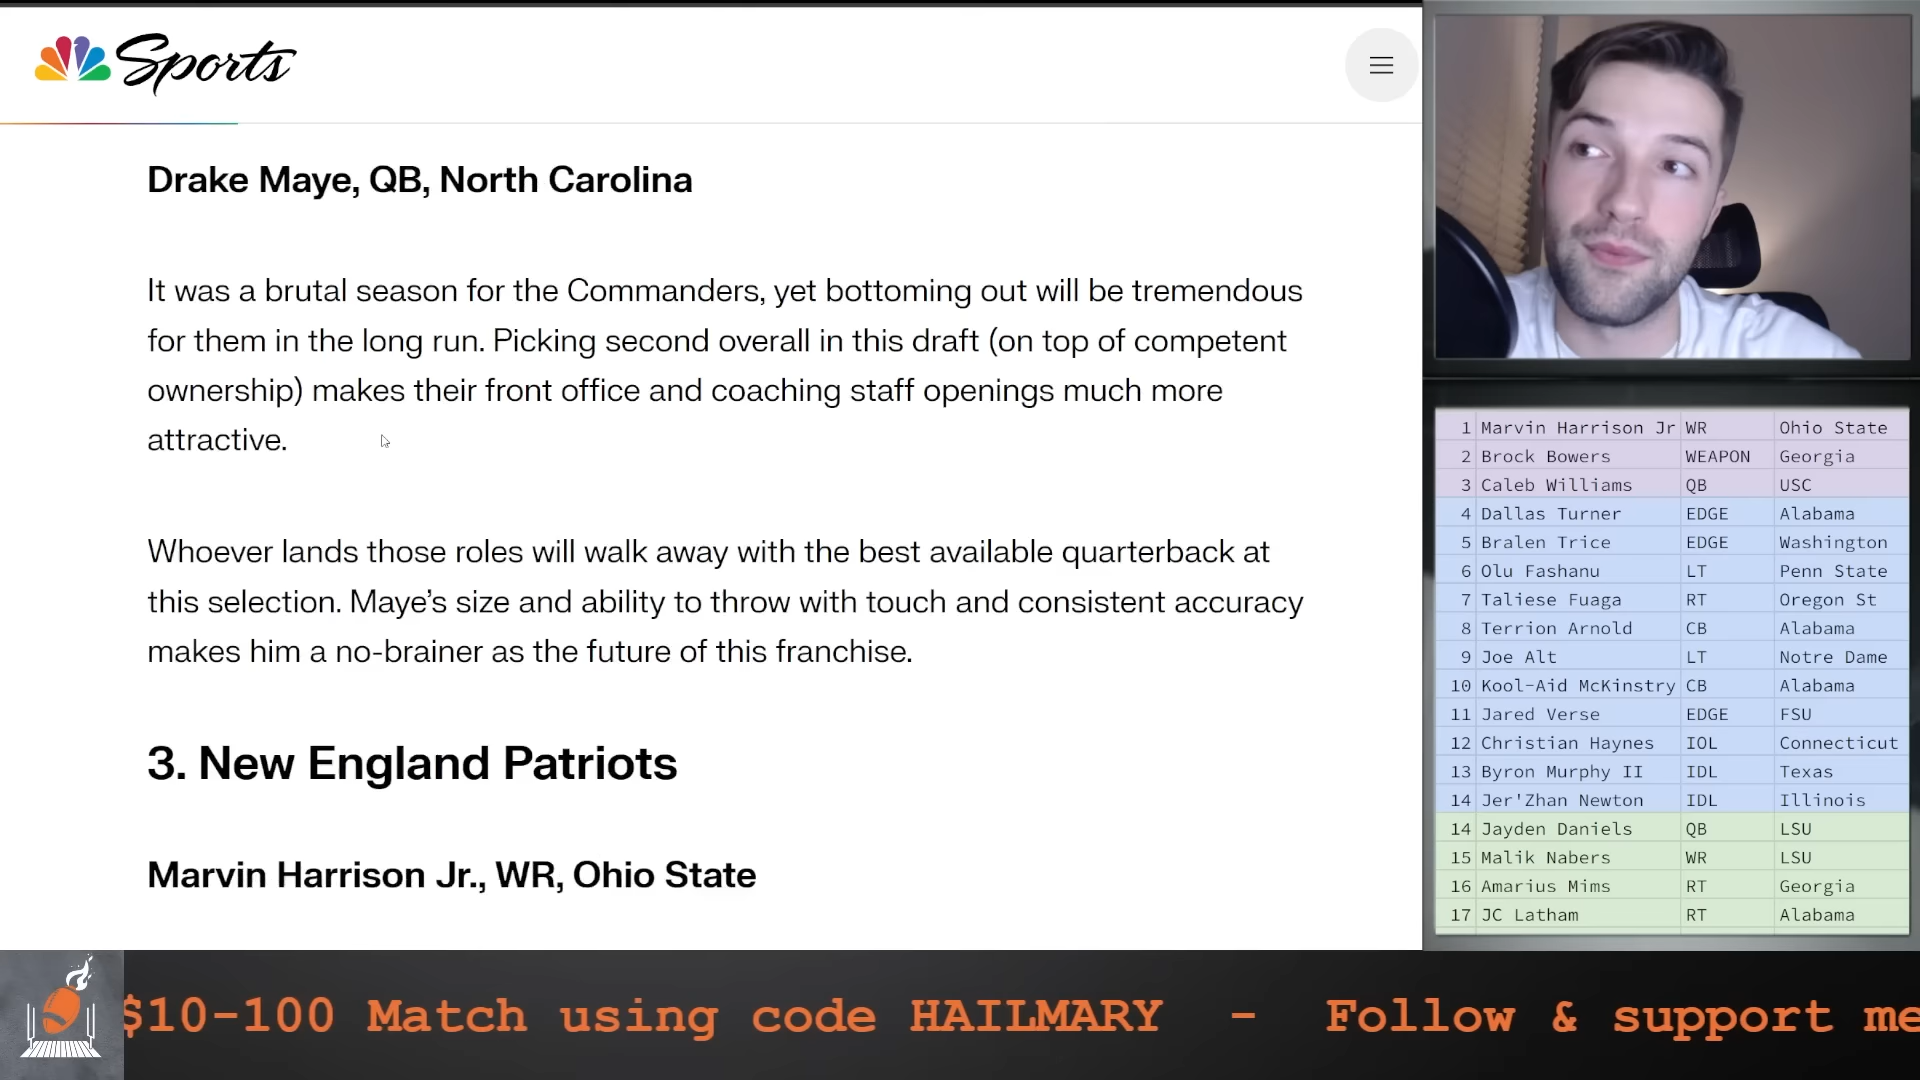 Sports
Drake Maye, QB, North Carolina
It was a brutal season for the Commanders, yet bottoming out will be tremendous
for them in the long run. Picking second overall in this draft (on top of competent
ownership) makes their front office and coaching staff openings much more
attractive.
Whoever lands those roles will walk away with the best available quarterback at
this selection. Maye’s size and ability to throw with touch and consistent accuracy
makes him a no-brainer as the future of this franchise.
3. New England Patriots
Marvin Harrison Jr., WR, Ohio State
1 Marvin Harrison Jr WR Ohio State
2 Brock Bowers WEAPON Georgia
3 Caleb Williams QB USC
4 Dallas Turner EDGE Alabama
5 Bralen Trice EDGE Washington
6 Olu Fashanu LT Penn State
7 Taliese Fuaga RT Oregon St
8 Terrion Arnold CB Alabama
9 Joe Alt LT Notre Dame
10 Kool-Aid McKinstry CB Alabama
11 Jared Verse EDGE FSU
12 Christian Haynes IOL Connecticut
13 Byron Murphy II IDL Texas
14 Jer'Zhan Newton IDL Illinois
14 Jayden Daniels QB LSU
15 Malik Nabers WR LSU
16 Amarius Mims RT Georgia
17 JC Latham RT Alabama
$10-100 Match using code HAILMARY - Follow & support me